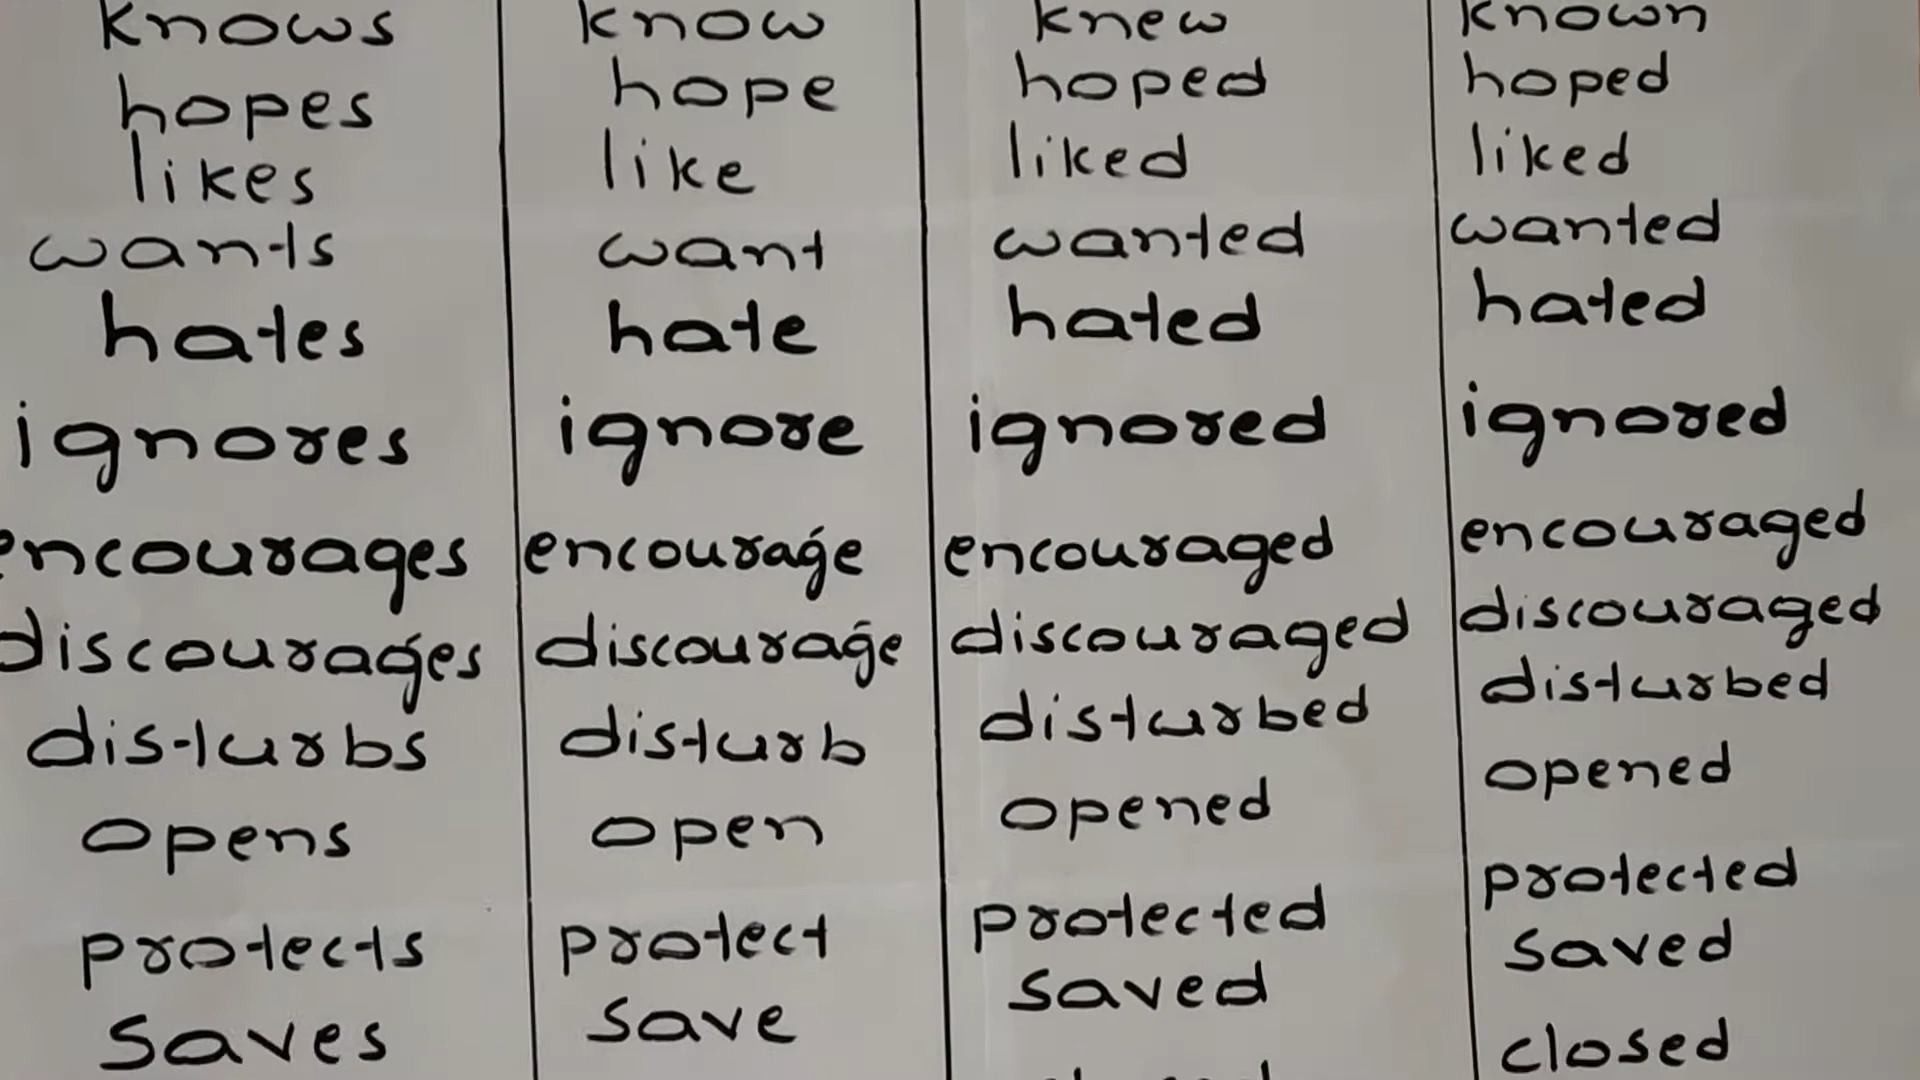 knows know knew known
hopes hope hoped hoped
likes like liked liked
wants want wanted wanted
hates hate hated hated
ignores ignore ignored ignored
encourages encourage encouraged encouraged
discourages discourage discouraged discouraged
disturbs disturb disturbed disturbed
opens open opened opened
protects protect protected protected
saves save saved saved
closed